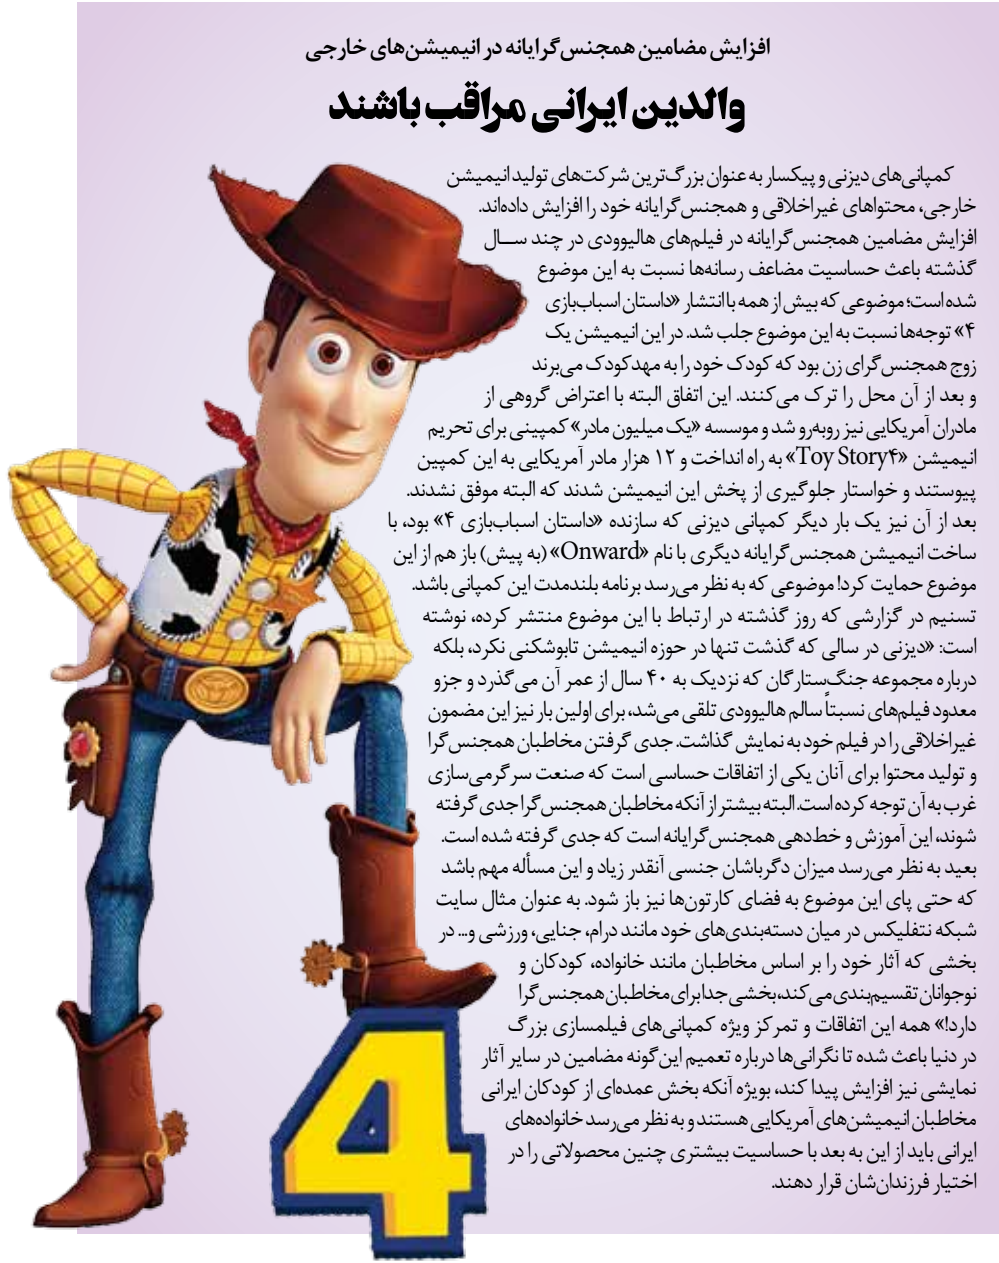 افزایش مضامین همجنس‌گرایانه در انیمیشن‌های خارجی
والدین ایرانی مراقب باشند
کمپانی‌های دیزنی و پیکسار به عنوان بزرگ‌ترین شرکت‌های تولید انیمیشن
خارجی، محتواهای غیراخلاقی و همجنس‌گرایانه خود را افزایش داده‌اند.
افزایش مضامین همجنس‌گرایانه در فیلم‌های هالیوودی در چند سال
گذشته باعث حساسیت مضاعف رسانه‌ها نسبت به این موضوع
شده است؛ موضوعی که بیش از همه با انتشار «داستان اسباب‌بازی
۴» توجه‌ها نسبت به این موضوع جلب شد. در این انیمیشن یک
زوج همجنس‌گرای زن بود که کودک خود را به مهدکودک می‌برند
و بعد از آن محل را ترک می‌کنند. این اتفاق البته با اعتراض گروهی از
مادران آمریکایی نیز روبه‌رو شد و موسسه «یک میلیون مادر» کمپینی برای تحریم
انیمیشن «Toy Story۴» به راه انداخت و ۱۲ هزار مادر آمریکایی به این کمپین
پیوستند و خواستار جلوگیری از پخش این انیمیشن شدند که البته موفق نشدند.
بعد از آن نیز یک بار دیگر کمپانی دیزنی که سازنده «داستان اسباب‌بازی ۴» بود، با
ساخت انیمیشن همجنس‌گرایانه دیگری با نام «Onward» (به پیش) باز هم از این
موضوع حمایت کرد! موضوعی که به نظر می‌رسد برنامه بلندمدت این کمپانی باشد.
تسنیم در گزارشی که روز گذشته در ارتباط با این موضوع منتشر کرده، نوشته
است: «دیزنی در سالی که گذشت تنها در حوزه انیمیشن تابوشکنی نکرد، بلکه
درباره مجموعه جنگ‌ستارگان که نزدیک به ۴۰ سال از عمر آن می‌گذرد و جزو
معدود فیلم‌های نسبتاً سالم هالیوودی تلقی می‌شد، برای اولین بار نیز این مضمون
غیراخلاقی را در فیلم خود به نمایش گذاشت. جدی گرفتن مخاطبان همجنس‌گرا
و تولید محتوا برای آنان یکی از اتفاقات حساسی است که صنعت سرگرمی‌سازی
غرب به آن توجه کرده است. البته بیشتر از آنکه مخاطبان همجنس‌گرا جدی گرفته
شوند، این آموزش و خط‌دهی همجنس‌گرایانه است که جدی گرفته شده است.
بعید به نظر می‌رسد میزان دگرباشان جنسی آنقدر زیاد و این مسأله مهم باشد
که حتی پای این موضوع به فضای کارتون‌ها نیز باز شود. به عنوان مثال سایت
شبکه نتفلیکس در میان دسته‌بندی‌های خود مانند درام، جنایی، ورزشی و... در
بخشی که آثار خود را بر اساس مخاطبان مانند خانواده، کودکان و
نوجوانان تقسیم‌بندی می‌کند، بخشی جدا برای مخاطبان همجنس‌گرا
دارد!» همه این اتفاقات و تمرکز ویژه کمپانی‌های فیلمسازی بزرگ
در دنیا باعث شده تا نگرانی‌ها درباره تعمیم این‌گونه مضامین در سایر آثار
نمایشی نیز افزایش پیدا کند، بویژه آنکه بخش عمده‌ای از کودکان ایرانی
مخاطبان انیمیشن‌های آمریکایی هستند و به نظر می‌رسد خانواده‌های
ایرانی باید از این به بعد با حساسیت بیشتری چنین محصولاتی را در
اختیار فرزندان‌شان قرار دهند.
4